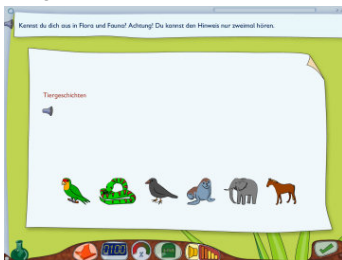 Kennst du dich aus in Flora und Fauna? Achtung! Du kannst den Hinweis nur zweimal hören.
Tiergeschichten